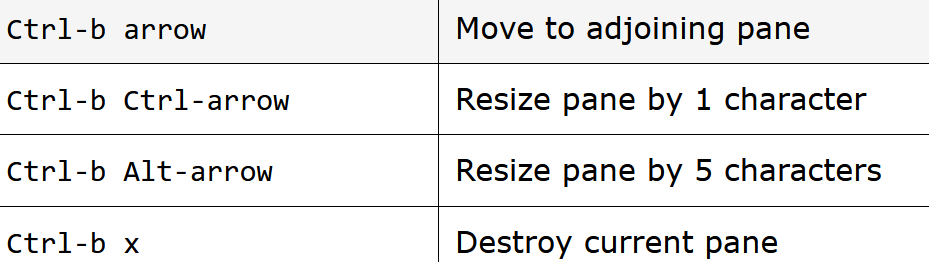 Ctrl-b arrow Move to adjoining pane
Ctrl-b Ctrl-arrow Resize pane by 1 character
Ctrl-b Alt-arrow Resize pane by 5 characters
Ctrl-b x Destroy current pane